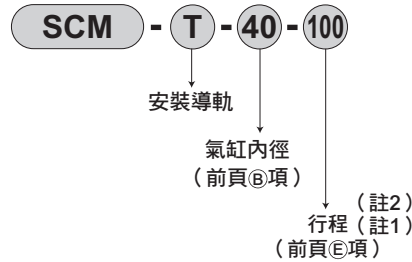 SCM - T - 40 - 100
安裝導軌
氣缸內徑
（前頁Ⓑ項）
（註2）
行程（註1）
（前頁Ⓔ項）